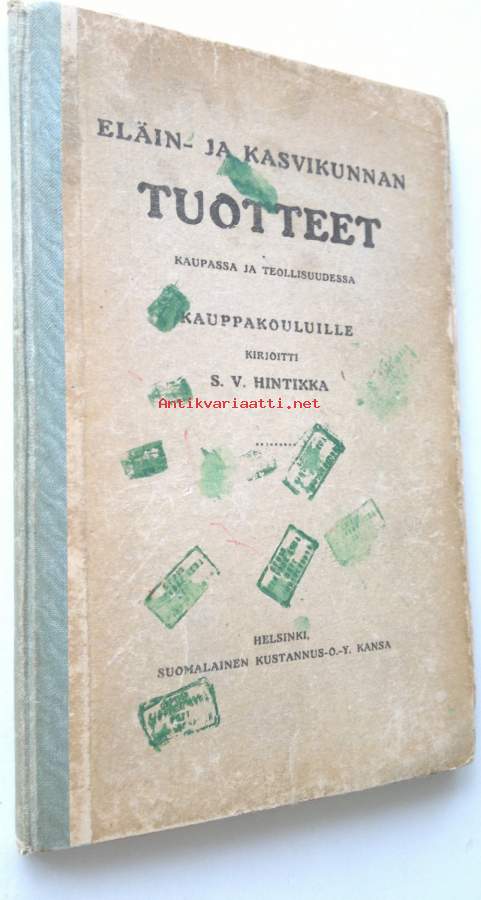 ELÄIN- JA KASVIKUNNAN
TUOTTEET
KAUPASSA JA TEOLLISUUDESSA
KAUPPAKOULUILLE
KIRJOITTI
S. V. HINTIKKA
Antikvariaatti.net
HELSINKI,
SUOMALAINEN KUSTANNUS-O.-Y. KANSA